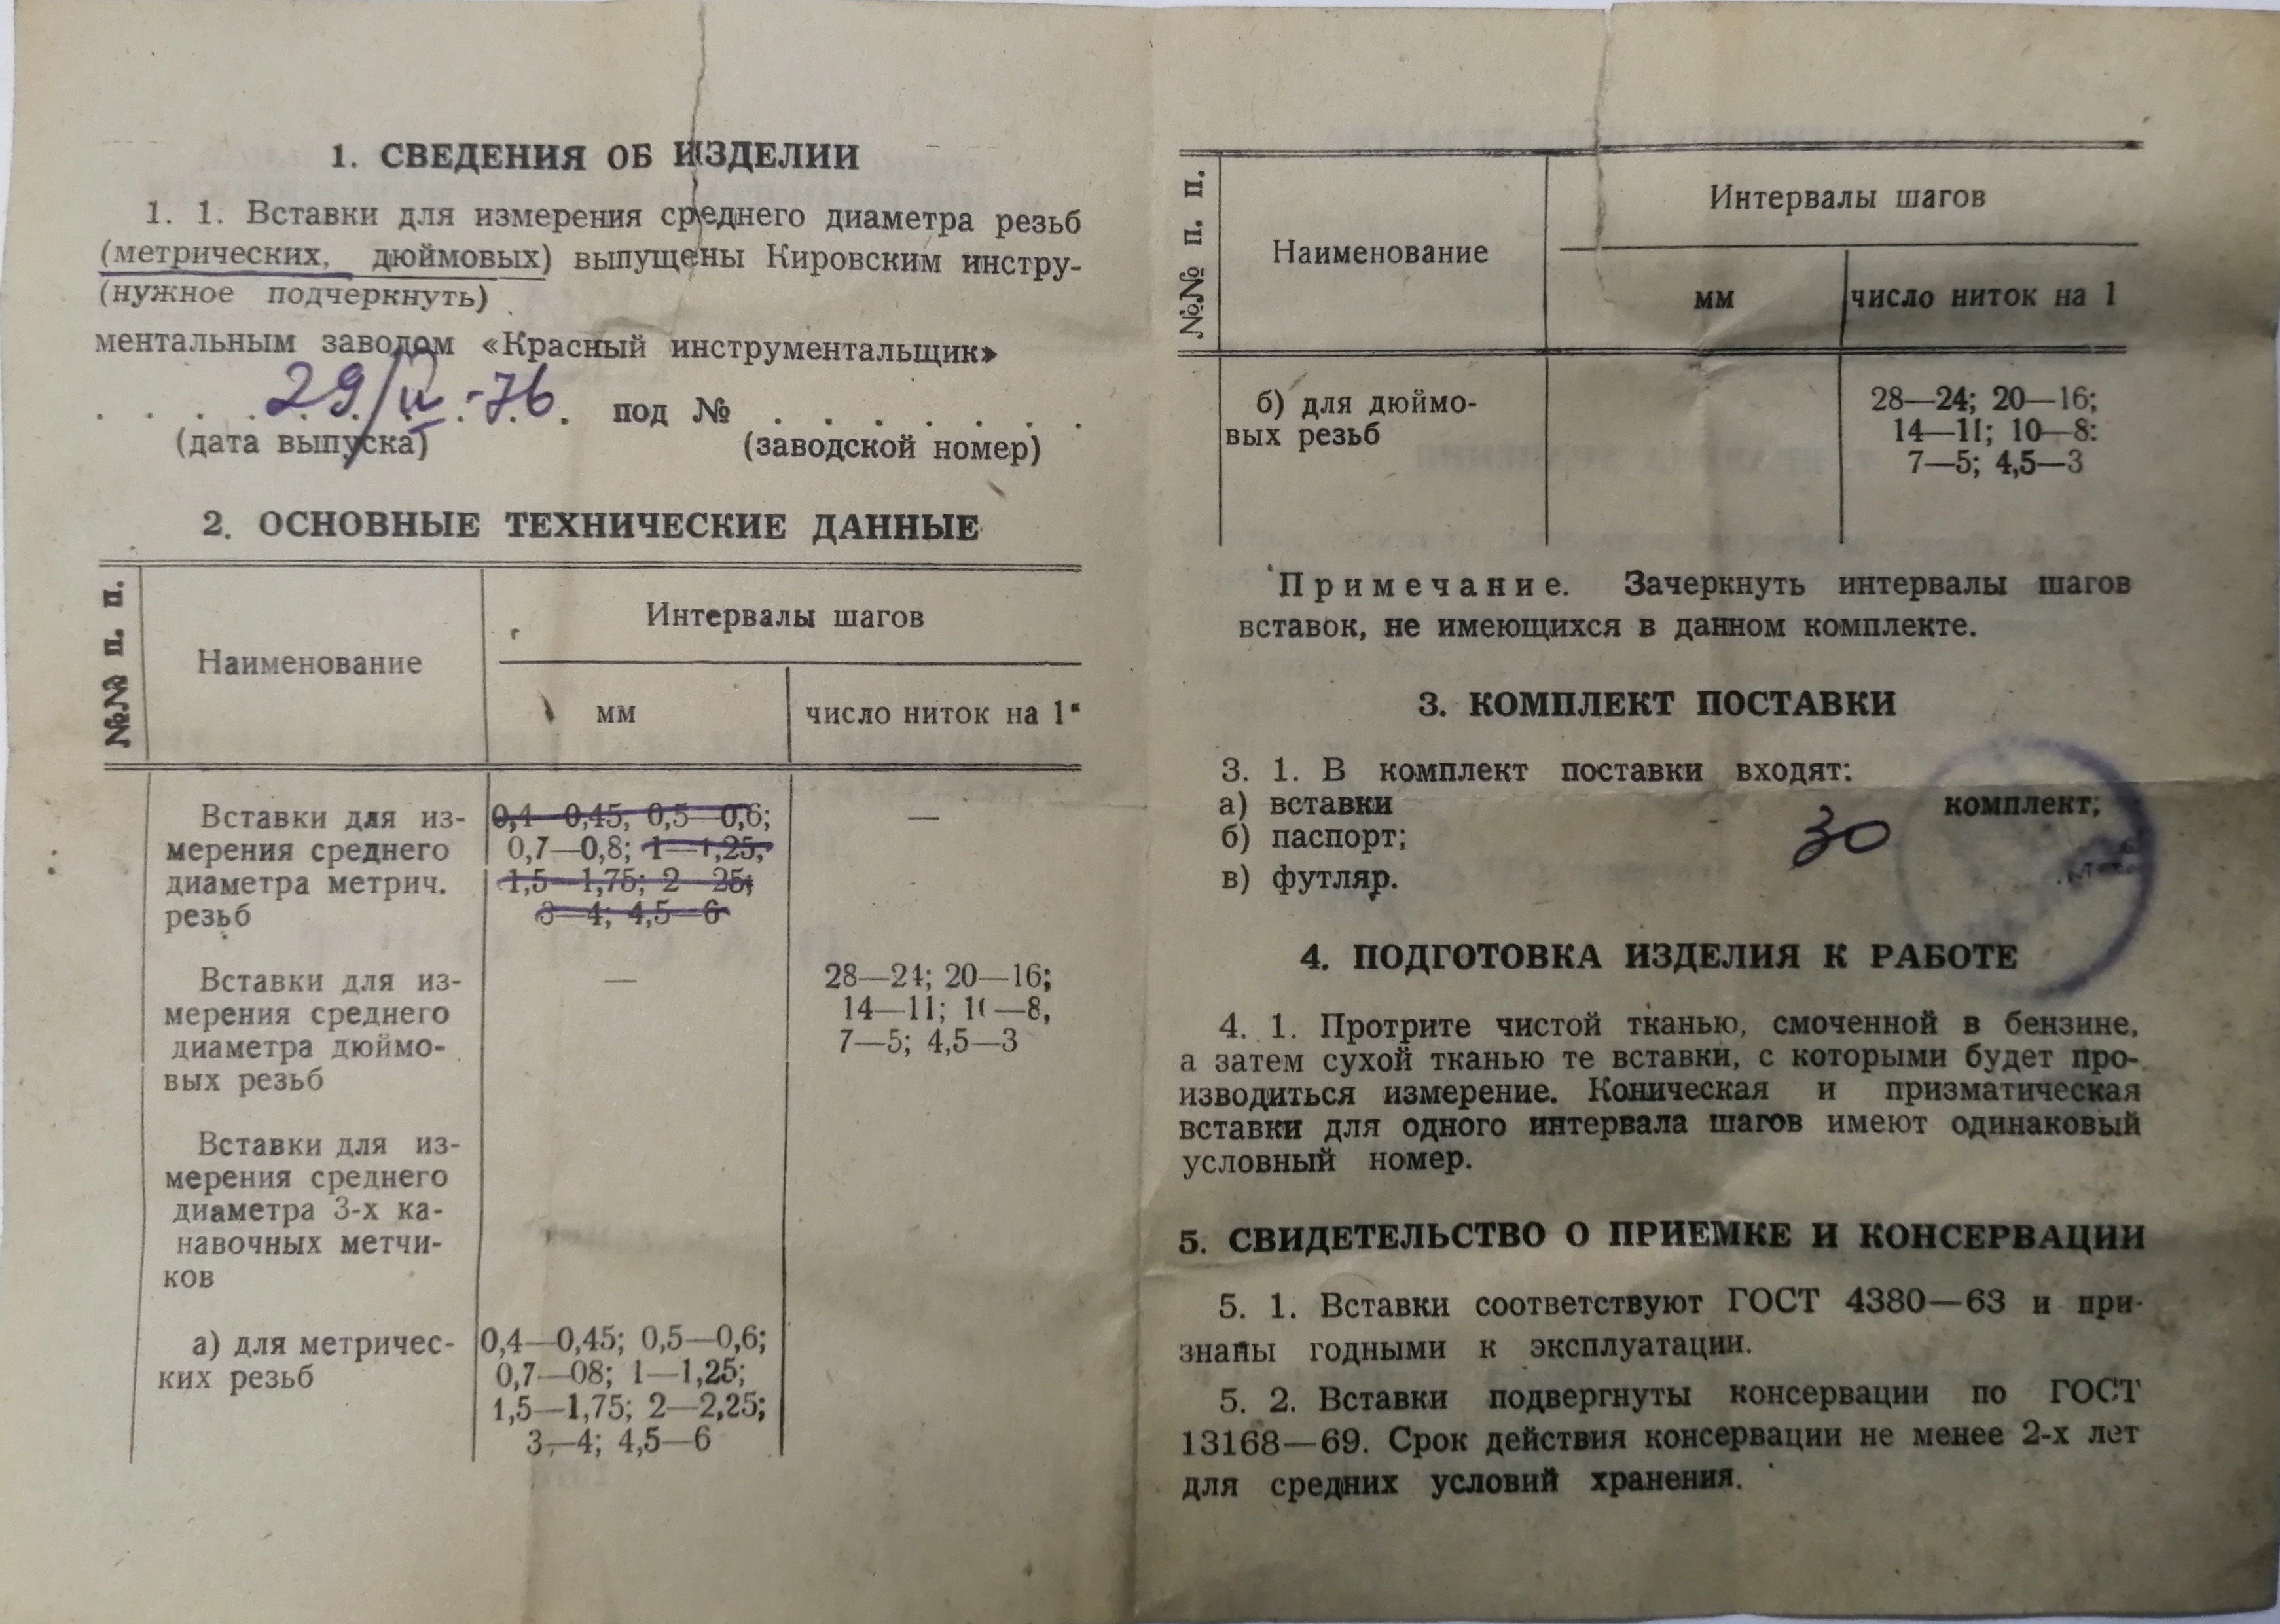 1. СВЕДЕНИЯ ОБ ИЗДЕЛИИ
1. 1. Вставки для измерения среднего диаметра резьб
(метрических, дюймовых) выпущены Кировским инстру-
(нужное подчеркнуть)
ментальным заводом «Красный инструментальщик»
29/ -76. под № . . . . . . .
(дата выпуска) (заводской номер)
2. ОСНОВНЫЕ ТЕХНИЧЕСКИЕ ДАННЫЕ
№№ п. п.
Наименование
Интервалы шагов
мм
число ниток на 1"
Вставки для из-
мерения среднего
диаметра метрич.
резьб
0,4—0,45; 0,5—0,6;
0,7—0,8; 1—1,25;
1,5—1,75; 2—25;
3—4; 4,5—6
—
Вставки для из-
мерения среднего
диаметра дюймо-
вых резьб
—
28—24; 20—16;
14—11; —8,
7—5; 4,5—3
Вставки для из-
мерения среднего
диаметра 3-х ка-
навочных метчи-
ков
а) для метричес-
ких резьб
0,4—0,45; 0,5—0,6;
0,7—08; 1—1,25;
1,5—1,75; 2—2,25;
3—4; 4,5—6
№№ п. п.
Наименование
Интервалы шагов
мм
число ниток на 1
б) для дюймо-
вых резьб
28—24; 20—16;
14—11; 10—8:
7—5; 4,5—3
Примечание. Зачеркнуть интервалы шагов
вставок, не имеющихся в данном комплекте.
3. КОМПЛЕКТ ПОСТАВКИ
3. 1. В комплект поставки входят:
а) вставки 30 комплект;
б) паспорт;
в) футляр.
4. ПОДГОТОВКА ИЗДЕЛИЯ К РАБОТЕ
4. 1. Протрите чистой тканью, смоченной в бензине,
а затем сухой тканью те вставки, с которыми будет про-
изводиться измерение. Коническая и призматическая
вставки для одного интервала шагов имеют одинаковый
условный номер.
5. СВИДЕТЕЛЬСТВО О ПРИЕМКЕ И КОНСЕРВАЦИИ
5. 1. Вставки соответствуют ГОСТ 4380—63 и при-
знаны годными к эксплуатации.
5. 2. Вставки подвергнуты консервации по ГОСТ
13168—69. Срок действия консервации не менее 2-х лет
для средних условий хранения.